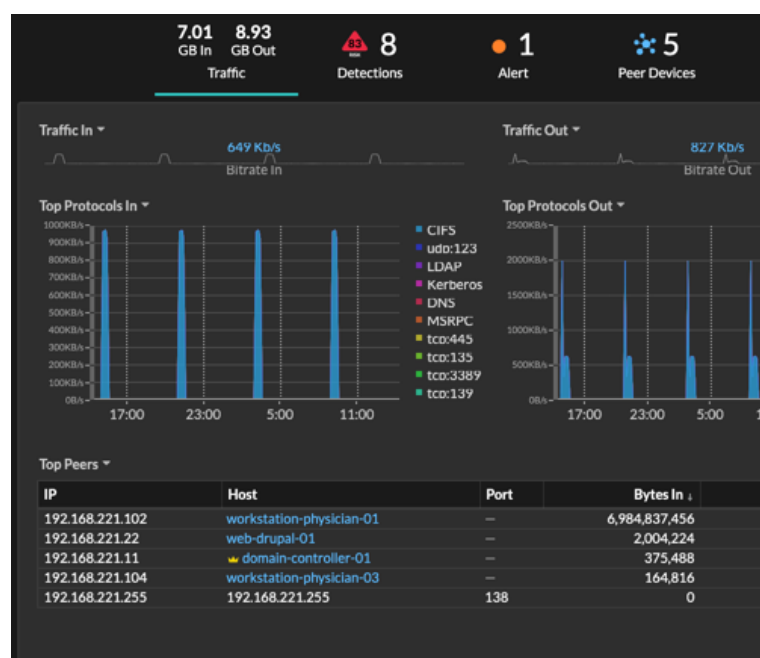 7.01 8.93 83 8 1 5
GB In GB Out RISK
Traffic Detections Alert Peer Devices
Traffic In Traffic Out
649 Kb/s 827 Kb/s
Bitrate In Bitrate Out
Top Protocols In Top Protocols Out
1000KB/s
900KB/s
800KB/s
700KB/s
600KB/s
500KB/s
400KB/s
300KB/s
200KB/s
100KB/s
0B/s
17:00 23:00 5:00 11:00
CIFS
udp:123
LDAP
Kerberos
DNS
MSRPC
tcp:445
tcp:135
tcp:3389
tcp:139
2500KB/s
2000KB/s
1500KB/s
1000KB/s
500KB/s
0B/s
17:00 23:00 5:00 1
Top Peers
IP Host Port Bytes In ↓
192.168.221.102 workstation-physician-01 — 6,984,837,456
192.168.221.22 web-drupal-01 — 2,004,224
192.168.221.11 domain-controller-01 — 375,488
192.168.221.104 workstation-physician-03 — 164,816
192.168.221.255 192.168.221.255 138 0